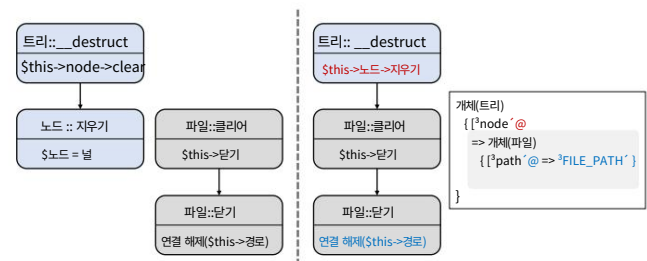 트리::__destruct
$this->node->clear
노드 :: 지우기
$노드 = 널
파일::클리어
$this->닫기
파일::닫기
연결 해제($this->경로)
트리:: __destruct
$this->노드->지우기
파일::클리어
$this->닫기
파일::닫기
연결 해제($this->경로)
개체(트리)
{ [³node´@
=> 개체(파일)
{ [³path´@ => ³FILE_PATH´ }
}